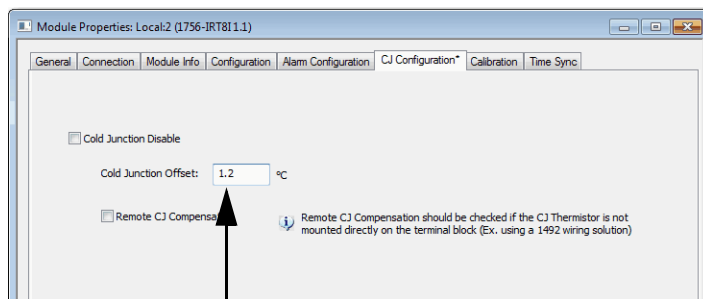 Module Properties: Local:2 (1756-IRT8I 1.1)
General Connection Module Info Configuration Alarm Configuration CJ Configuration* Calibration Time Sync
Cold Junction Disable
Cold Junction Offset: 1.2 °C
Remote CJ Remote CJ Compensation should be checked if the CJ Thermistor is not
mounted directly on the terminal block (Ex. using a 1492 wiring solution)